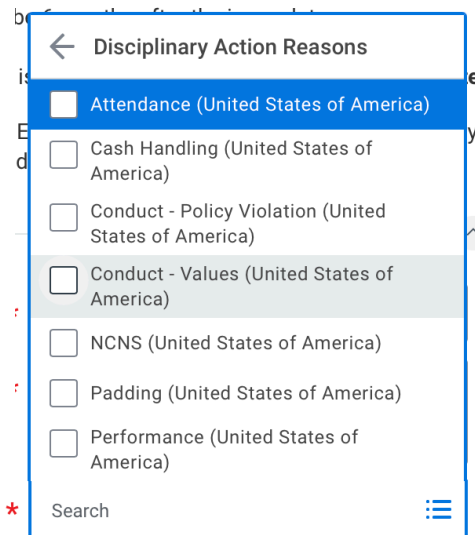 Disciplinary Action Reasons
Attendance (United States of America)
Cash Handling (United States of
America)
Conduct - Policy Violation (United
States of America)
Conduct - Values (United States of
America)
NCNS (United States of America)
Padding (United States of America)
Performance (United States of
America)
* Search